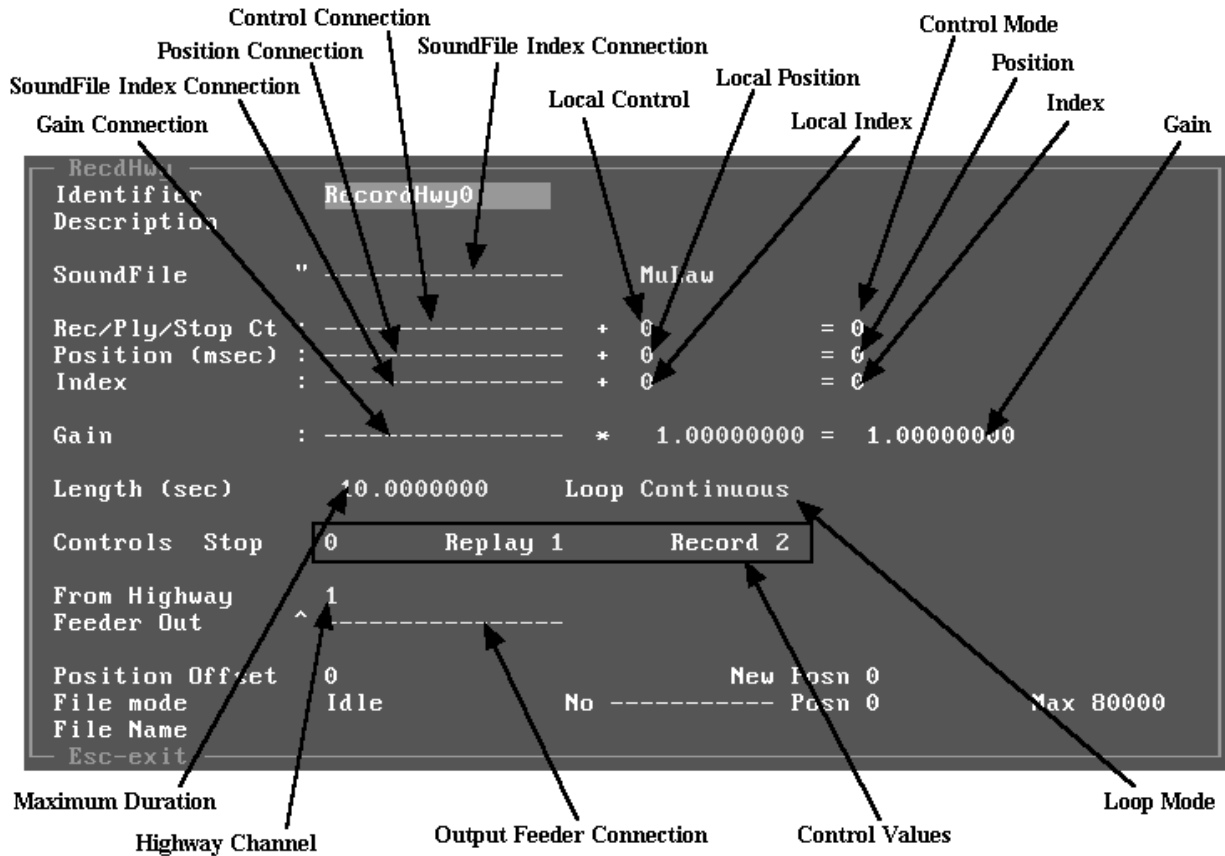 Control Connection
Control Mode
Position Connection
SoundFile Index Connection
Position
SoundFile Index Connection
Local Position
Local Control
Index
Gain Connection
Local Index
Gain
RecdHwy
Identifier RecordHwy0
Description
SoundFile " ---------------- MuLaw
Rec/Ply/Stop Ct : ---------------- + 0 = 0
Position (msec) : ---------------- + 0 = 0
Index : ---------------- + 0 = 0
Gain : ---------------- * 1.00000000 = 1.00000000
Length (sec) 10.0000000 Loop Continuous
Controls Stop 0 Replay 1 Record 2
From Highway 1
Feeder Out ^ ----------------
Position Offset 0 New Posn 0
File mode Idle No ----------- Posn 0 Max 80000
File Name
Esc-exit
Maximum Duration
Loop Mode
Highway Channel
Output Feeder Connection
Control Values